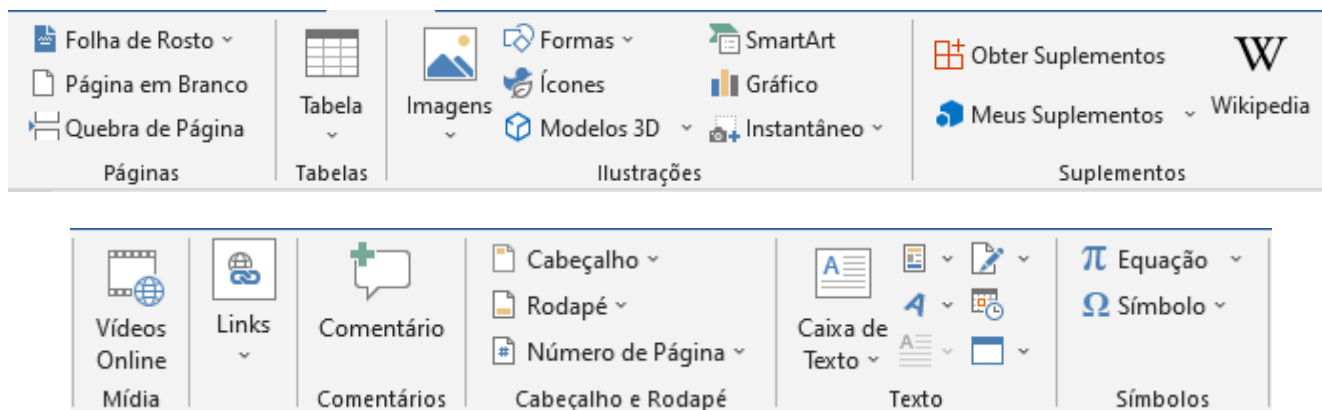 Folha de Rosto
Página em Branco
Quebra de Página
Páginas
Tabela
Tabelas
Imagens
Formas
Ícones
Modelos 3D
SmartArt
Gráfico
Instantâneo
Ilustrações
Obter Suplementos
Meus Suplementos
W
Wikipedia
Suplementos
Vídeos
Online
Mídia
Links
Comentário
Comentários
Cabeçalho
Rodapé
# Número de Página
Cabeçalho e Rodapé
A
Caixa de
Texto
A
A
Texto
π Equação
Ω Símbolo
Símbolos